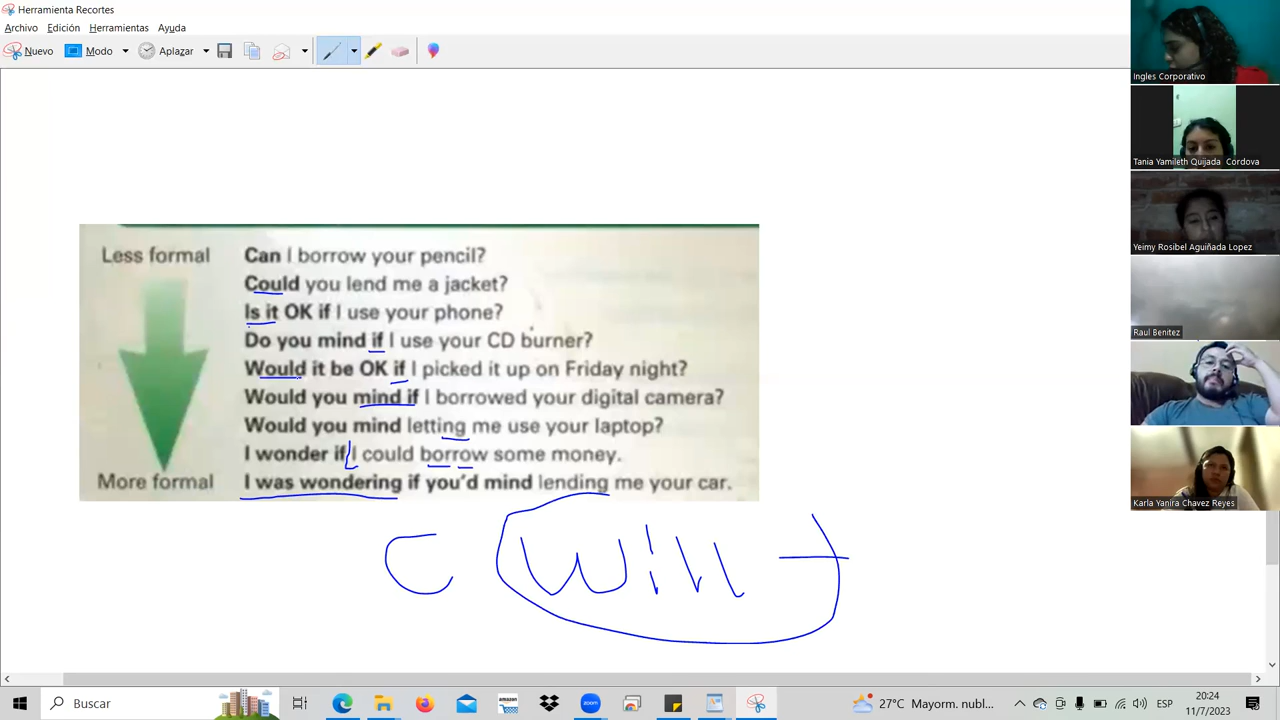 Herramienta Recortes
Archivo Edición Herramientas Ayuda
Nuevo Modo Aplazar
Less formal
Can I borrow your pencil?
Could you lend me a jacket?
Is it OK if I use your phone?
Do you mind if I use your CD burner?
Would it be OK if I picked it up on Friday night?
Would you mind if I borrowed your digital camera?
Would you mind letting me use your laptop?
I wonder if I could borrow some money.
More formal
I was wondering if you'd mind lending me your car.
C Will +
Ingles Corporativo
Tania Yamileth Quijada Cordova
Yeimy Rosibel Aguiñada Lopez
Raul Benitez
Karla Yanira Chavez Reyes
Buscar
amazon
zoom
27°C Mayorm. nubl...
ESP
20:24
11/7/2023